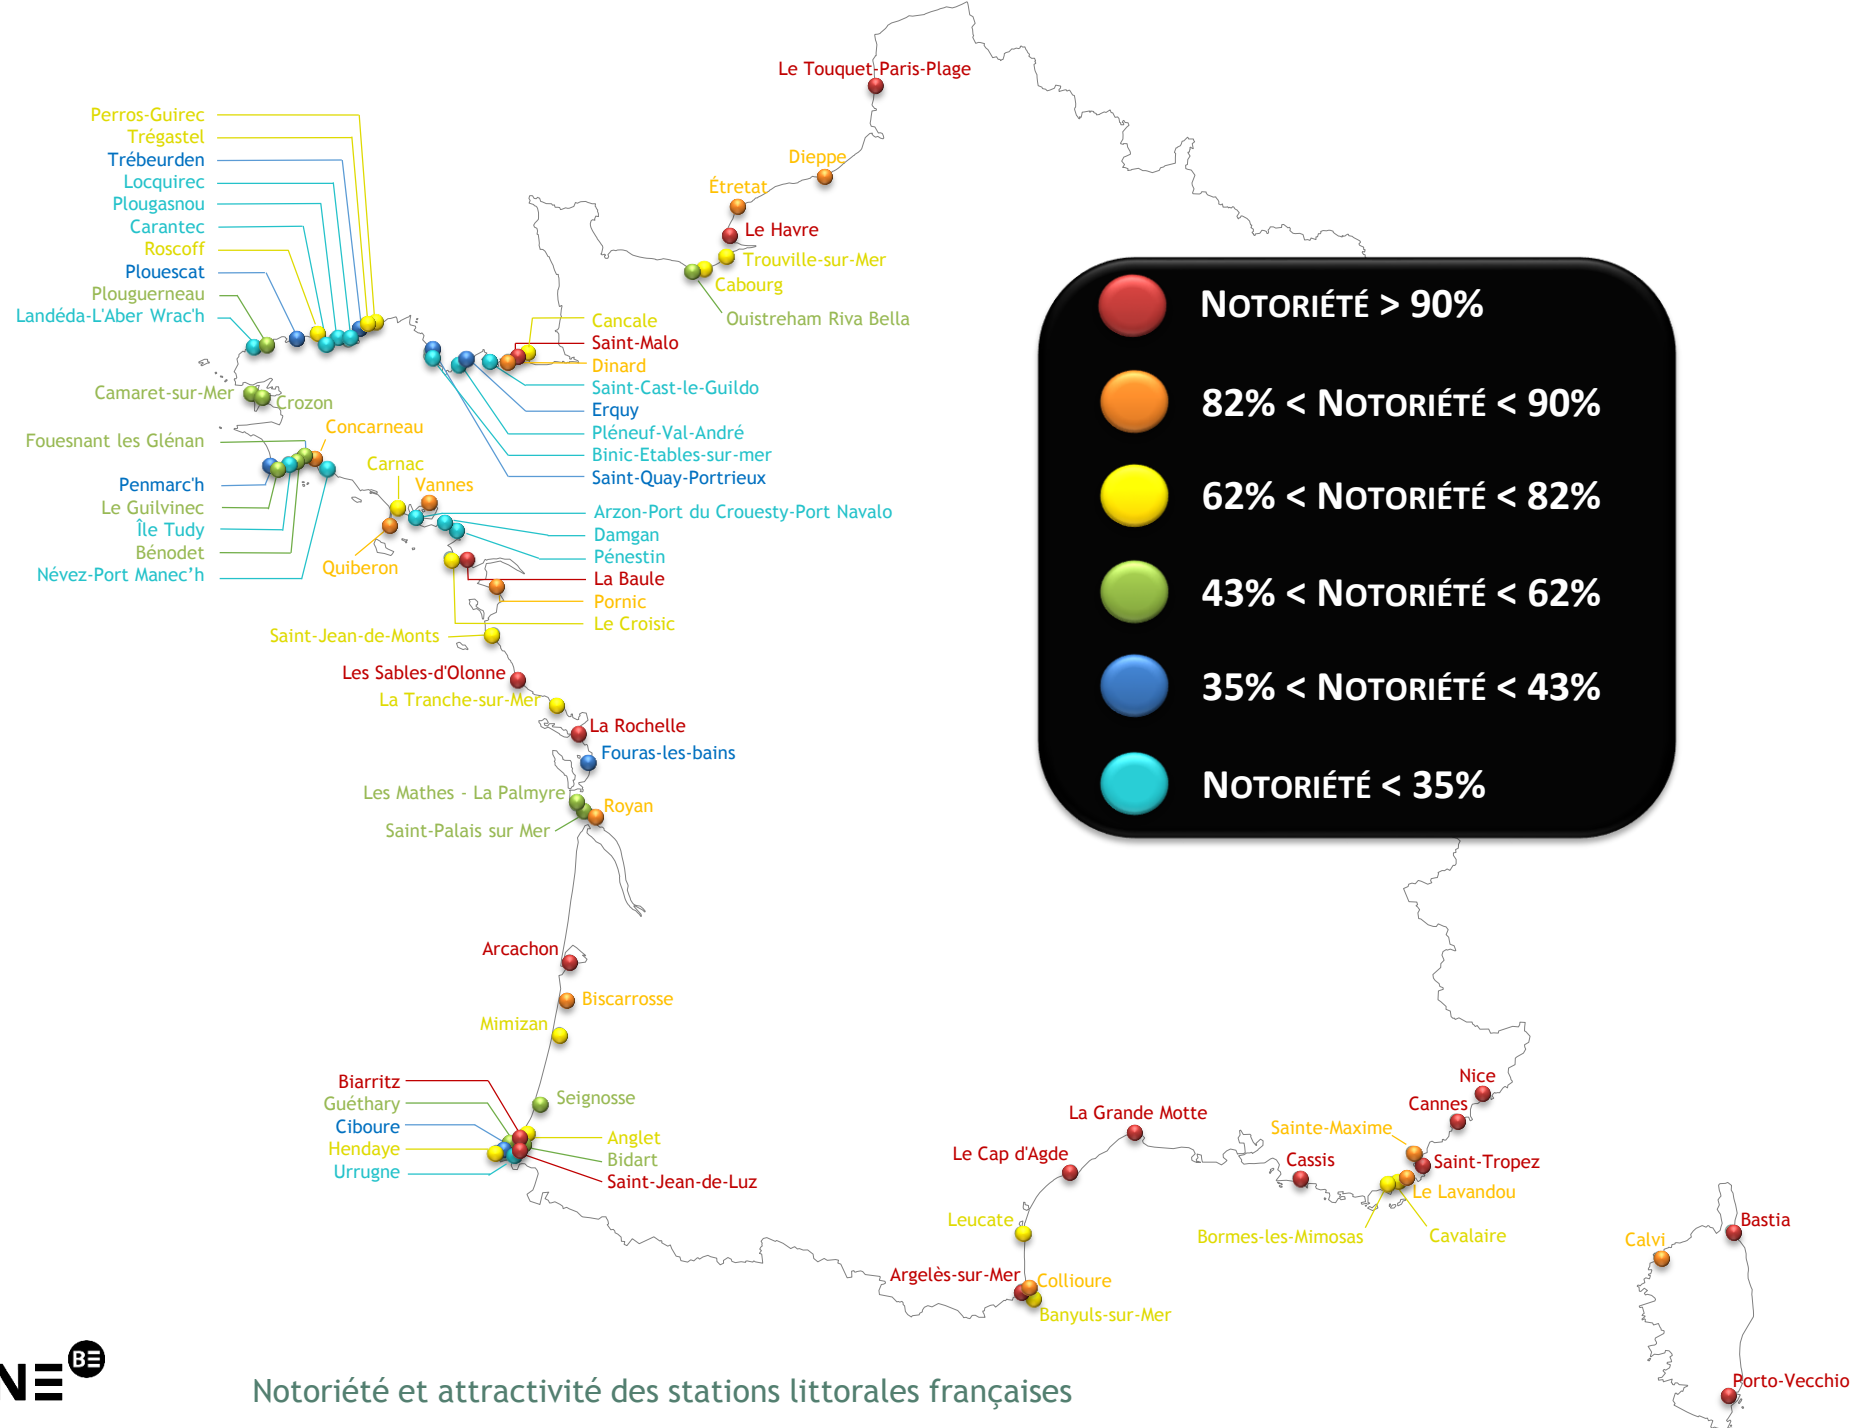 Le Touquet-Paris-Plage
Perros-Guirec
Trégastel
Trébeurden
Locquirec
Plougasnou
Carantec
Roscoff
Plouescat
Plouguerneau
Landéda-L'Aber Wrac'h
Dieppe
Étretat
Le Havre
Trouville-sur-Mer
Cabourg
Ouistreham Riva Bella
Cancale
Saint-Malo
Dinard
Saint-Cast-le-Guildo
Erquy
Pléneuf-Val-André
Binic-Etables-sur-mer
Saint-Quay-Portrieux
Camaret-sur-Mer
Crozon
Fouesnant les Glénan
Concarneau
Penmarc'h
Le Guilvinec
Île Tudy
Bénodet
Névez-Port Manec’h
Carnac
Vannes
Quiberon
Arzon-Port du Crouesty-Port Navalo
Damgan
Pénestin
La Baule
Pornic
Le Croisic
Saint-Jean-de-Monts
Les Sables-d'Olonne
La Tranche-sur-Mer
La Rochelle
Fouras-les-bains
Les Mathes - La Palmyre
Royan
Saint-Palais sur Mer
NOTORIÉTÉ > 90%
82% < NOTORIÉTÉ < 90%
62% < NOTORIÉTÉ < 82%
43% < NOTORIÉTÉ < 62%
35% < NOTORIÉTÉ < 43%
NOTORIÉTÉ < 35%
Arcachon
Biscarrosse
Mimizan
Biarritz
Guéthary
Ciboure
Hendaye
Urrugne
Seignosse
Anglet
Bidart
Saint-Jean-de-Luz
Nice
Cannes
La Grande Motte
Sainte-Maxime
Le Cap d'Agde
Cassis
Saint-Tropez
Le Lavandou
Leucate
Bormes-les-Mimosas
Cavalaire
Argelès-sur-Mer
Collioure
Banyuls-sur-Mer
Bastia
Calvi
Porto-Vecchio
NE BE
Notoriété et attractivité des stations littorales françaises